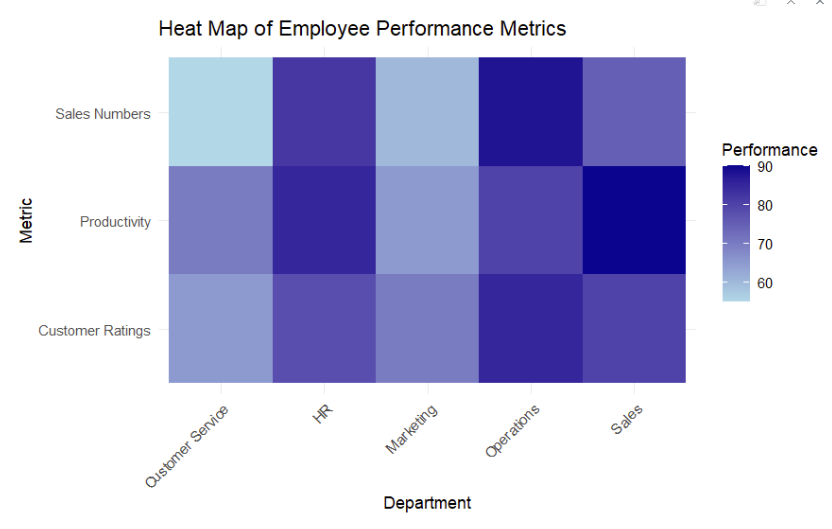 Heat Map of Employee Performance Metrics
Sales Numbers
Productivity
Customer Ratings
Metric
Customer Service
HR
Marketing
Operations
Sales
Department
Performance
90
80
70
60